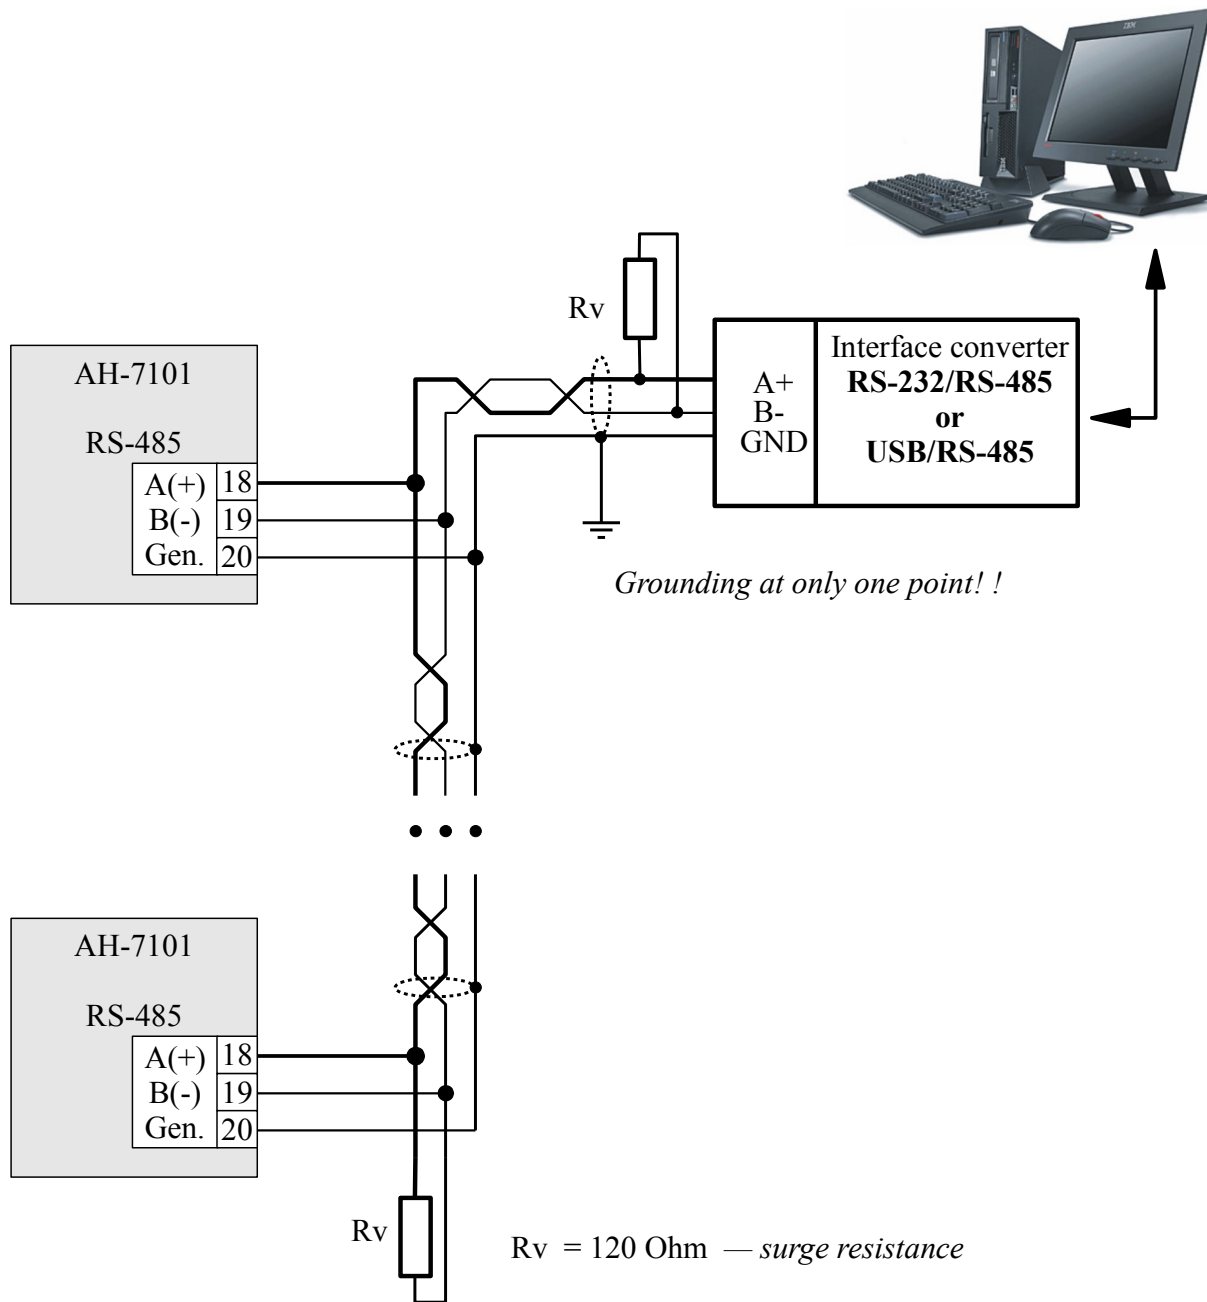 IBM
IBM
Rv
AH-7101
RS-485
A(+) 18
B(-) 19
Gen. 20
A+
B-
GND
Interface converter
RS-232/RS-485
or
USB/RS-485
Grounding at only one point! !
AH-7101
RS-485
A(+) 18
B(-) 19
Gen. 20
Rv
Rv = 120 Ohm — surge resistance